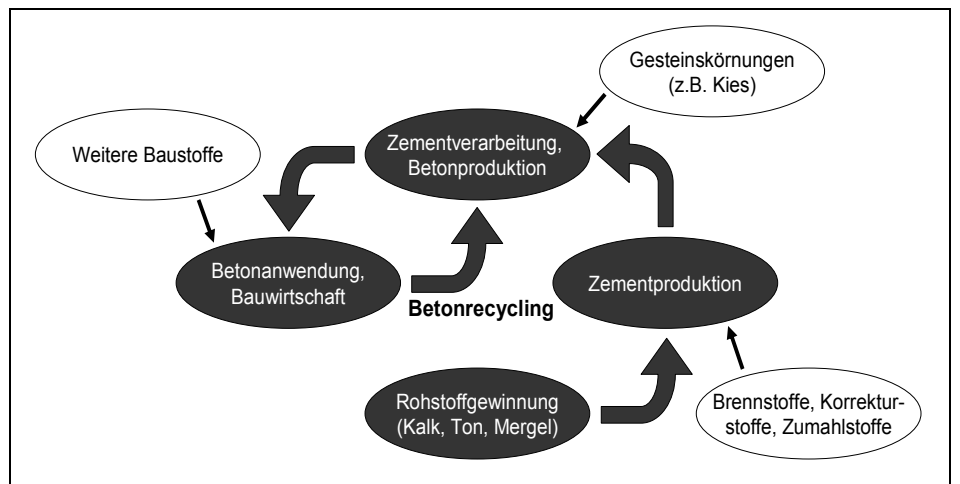 Gesteinskörnungen
(z.B. Kies)
Weitere Baustoffe
Zementverarbeitung,
Betonproduktion
Betonanwendung,
Bauwirtschaft
Betonrecycling
Zementproduktion
Rohstoffgewinnung
(Kalk, Ton, Mergel)
Brennstoffe, Korrektur-
stoffe, Zumahlstoffe